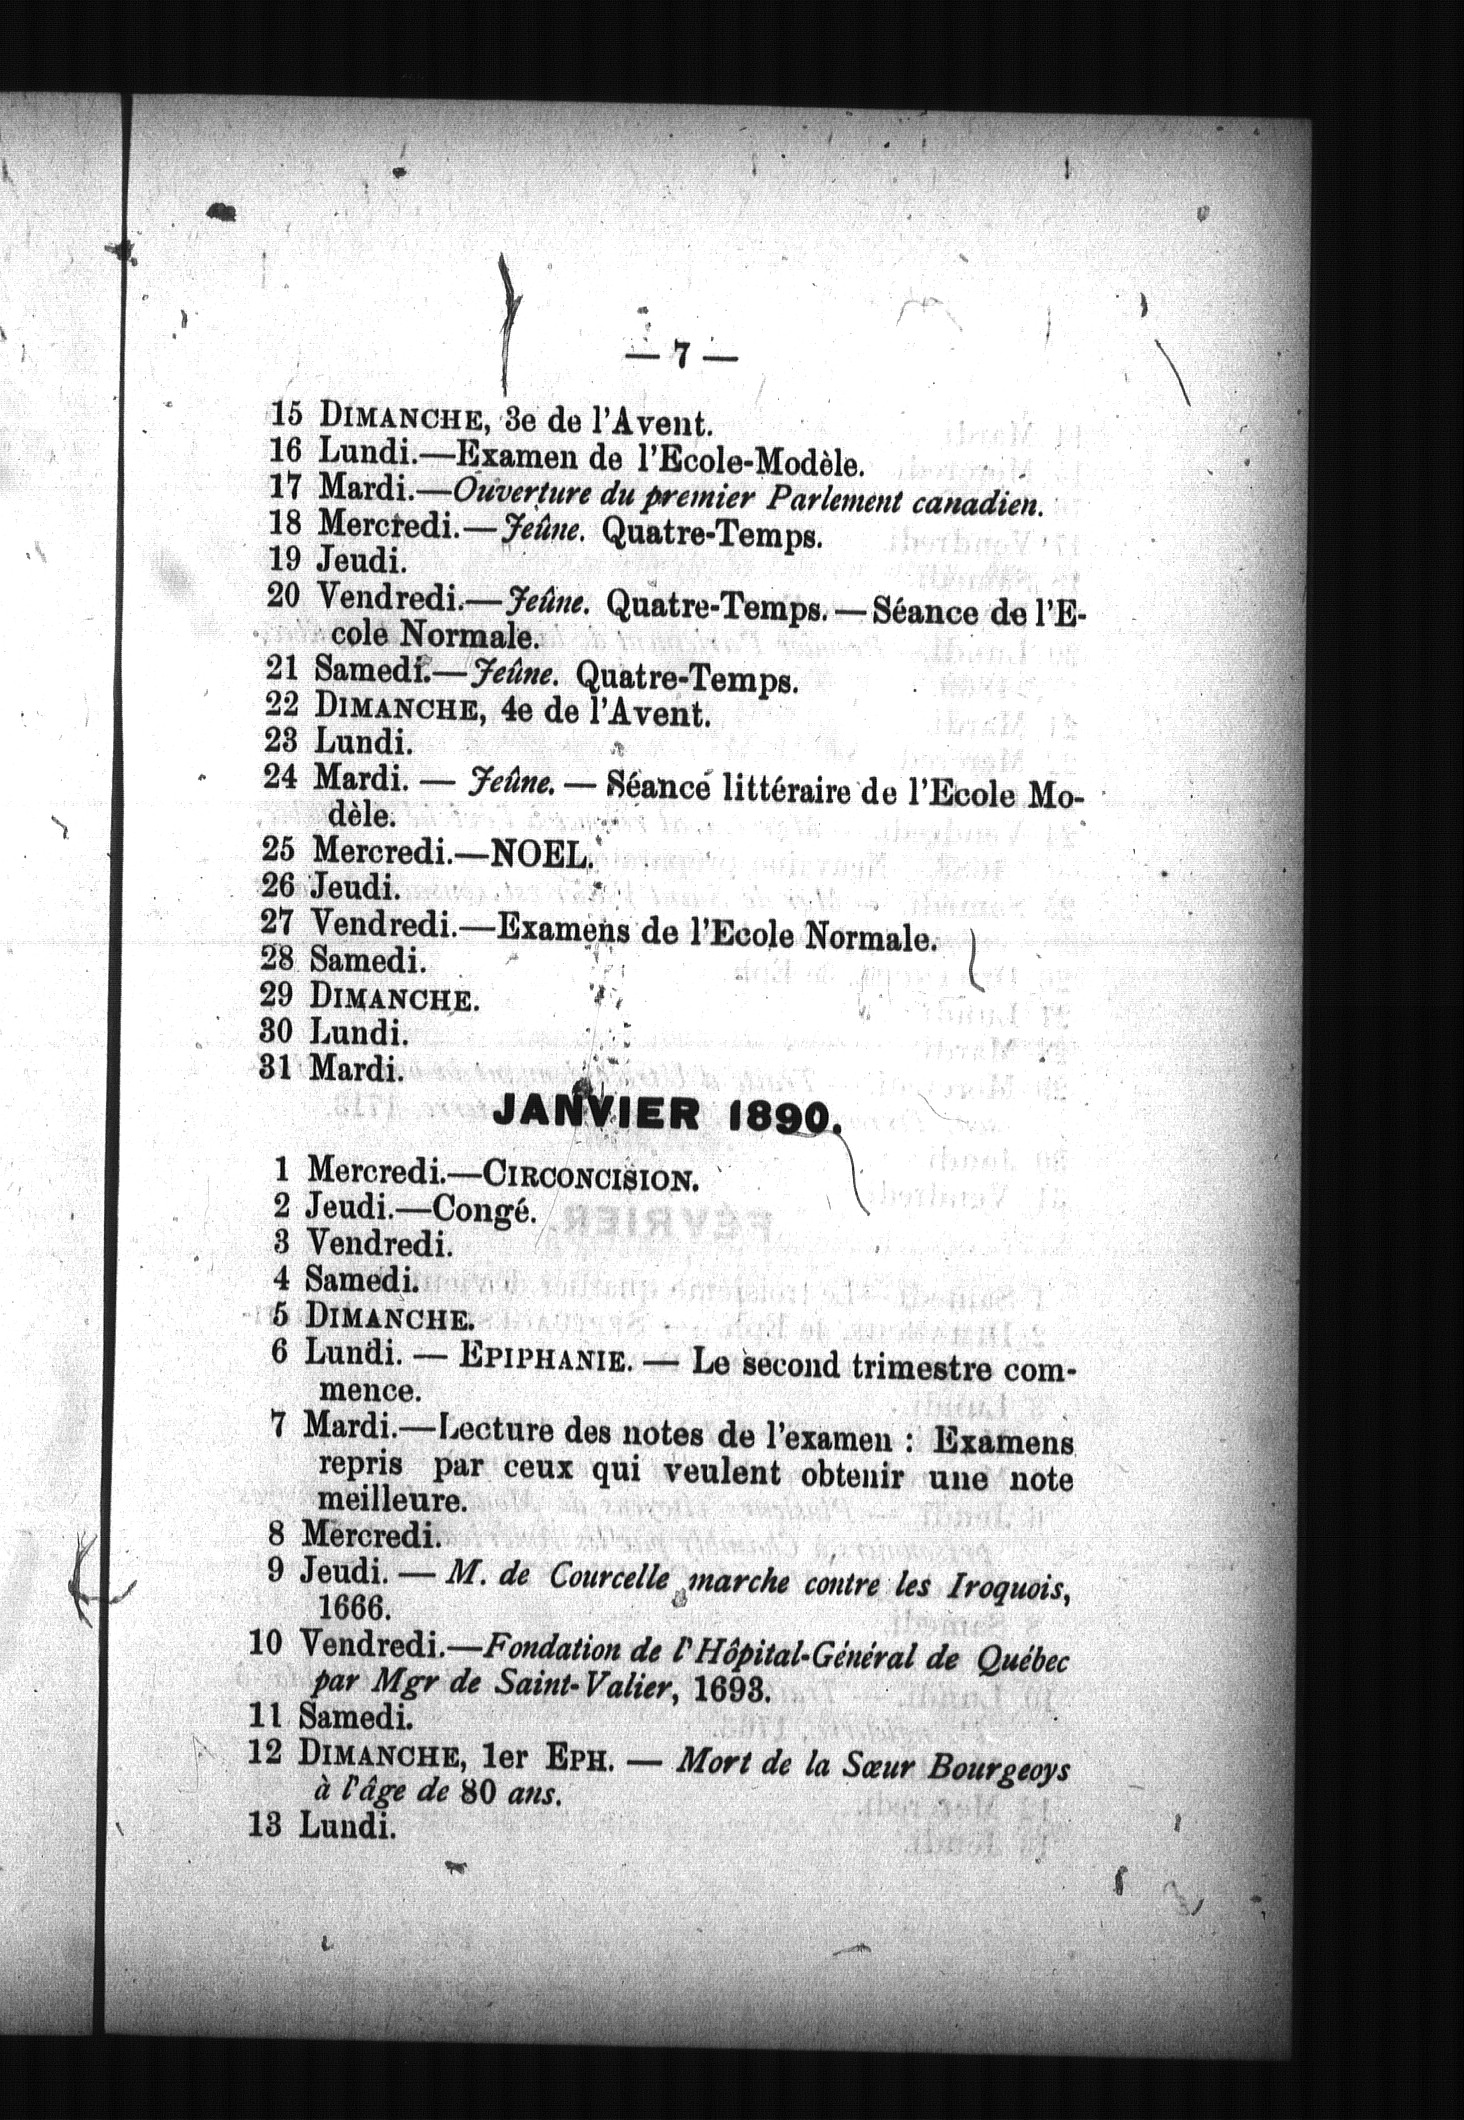 — 7 —
15 DIMANCHE, 3e de l'Avent.
16 Lundi.—Examen de l'Ecole-Modèle.
17 Mardi.—Ouverture du premier Parlement canadien.
18 Mercredi.—Jeûne. Quatre-Temps.
19 Jeudi.
20 Vendredi.—Jeûne. Quatre-Temps.—Séance de l'E-
cole Normale.
21 Samedi.—Jeûne. Quatre-Temps.
22 DIMANCHE, 4e de l'Avent.
23 Lundi.
24 Mardi. — Jeûne. — Séance littéraire de l'Ecole Mo-
dèle.
25 Mercredi.—NOEL.
26 Jeudi.
27 Vendredi.—Examens de l'Ecole Normale.
28 Samedi.
29 DIMANCHE.
30 Lundi.
31 Mardi.
JANVIER 1890.
1 Mercredi.—CIRCONCISION.
2 Jeudi.—Congé.
3 Vendredi.
4 Samedi.
5 DIMANCHE.
6 Lundi. — EPIPHANIE. — Le second trimestre com-
mence.
7 Mardi.—Lecture des notes de l'examen : Examens
repris par ceux qui veulent obtenir une note
meilleure.
8 Mercredi.
9 Jeudi. — M. de Courcelle marche contre les Iroquois,
1666.
10 Vendredi.—Fondation de l'Hôpital-Général de Québec
par Mgr de Saint-Valier, 1693.
11 Samedi.
12 DIMANCHE, 1er EPH. — Mort de la Sœur Bourgeoys
à l'âge de 80 ans.
13 Lundi.